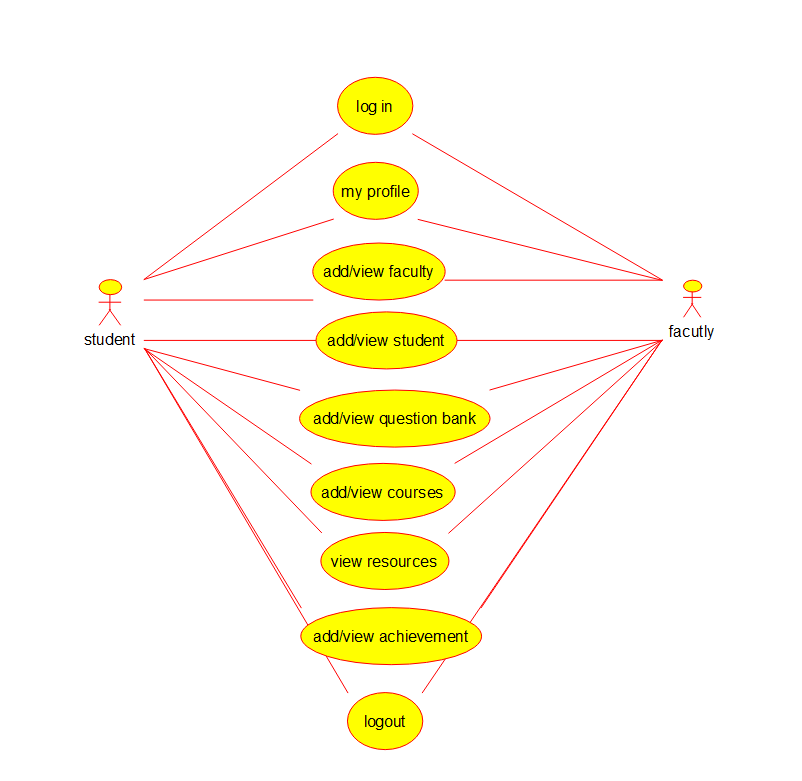 log in
my profile
add/view faculty
student
add/view student
facutly
add/view question bank
add/view courses
view resources
add/view achievement
logout